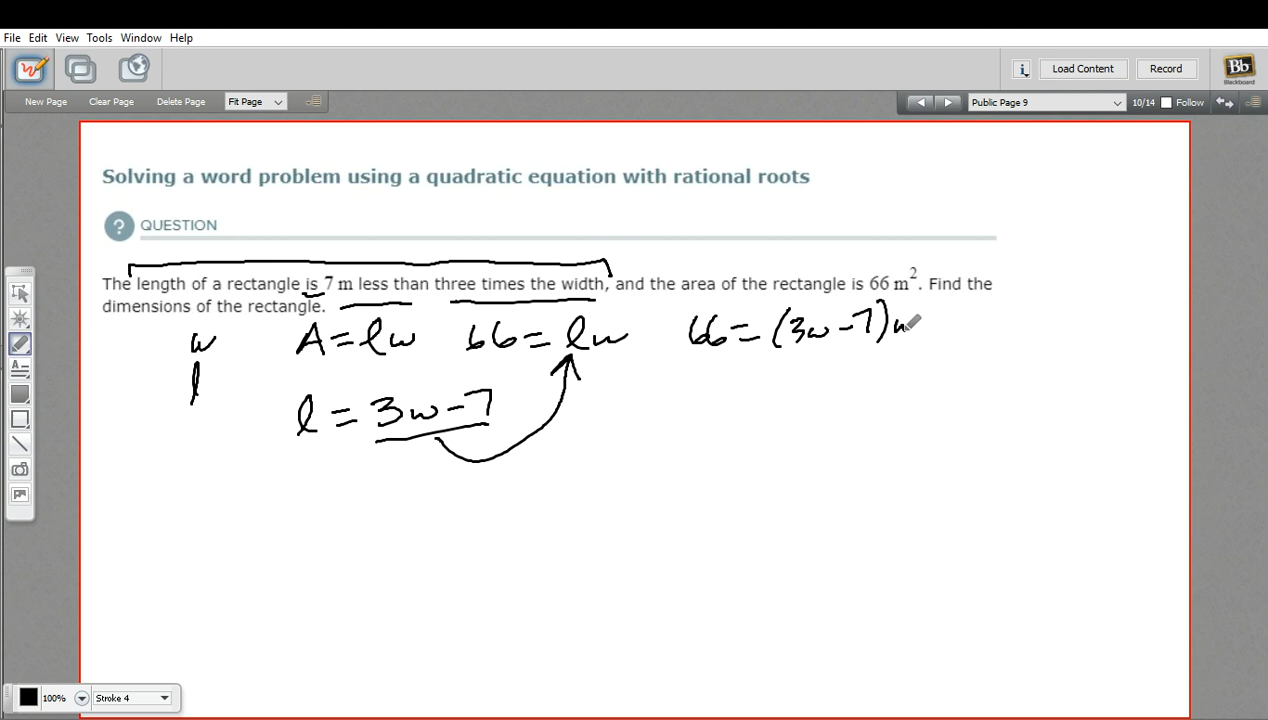 File Edit View Tools Window Help
Load Content Record Bb Blackboard
New Page Clear Page Delete Page Fit Page Public Page 9 10/14 Follow
Solving a word problem using a quadratic equation with rational roots
? QUESTION
The length of a rectangle is 7 m less than three times the width, and the area of the rectangle is 66 m². Find the
dimensions of the rectangle.
w A = lw 66 = lw 66 = (3w - 7)w
l
l = 3w - 7
100% Stroke 4